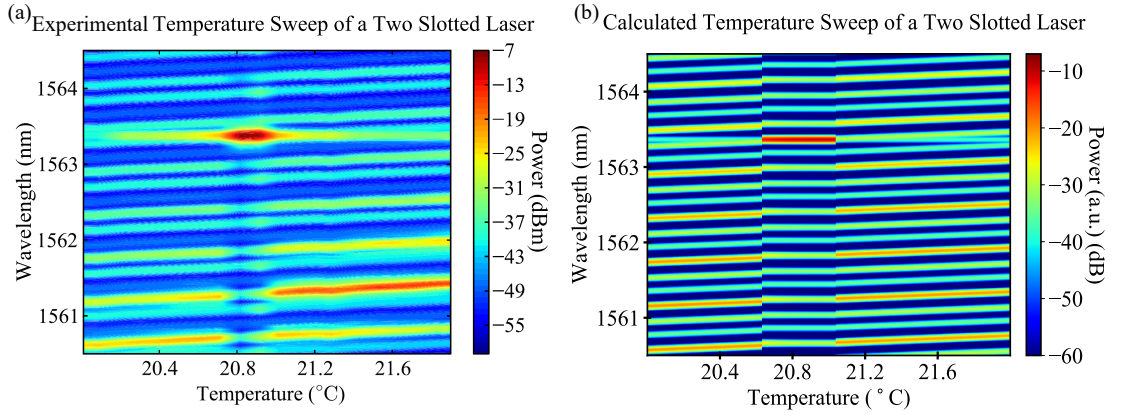 (a) Experimental Temperature Sweep of a Two Slotted Laser
1564
1563
1562
1561
Wavelength (nm)
20.4 20.8 21.2 21.6
Temperature (°C)
−7
−13
−19
−25
−31
−37
−43
−49
−55
Power (dBm)
(b) Calculated Temperature Sweep of a Two Slotted Laser
1564
1563
1562
1561
Wavelength (nm)
20.4 20.8 21.2 21.6
Temperature ( °C)
−10
−20
−30
−40
−50
−60
Power (a.u.) (dB)